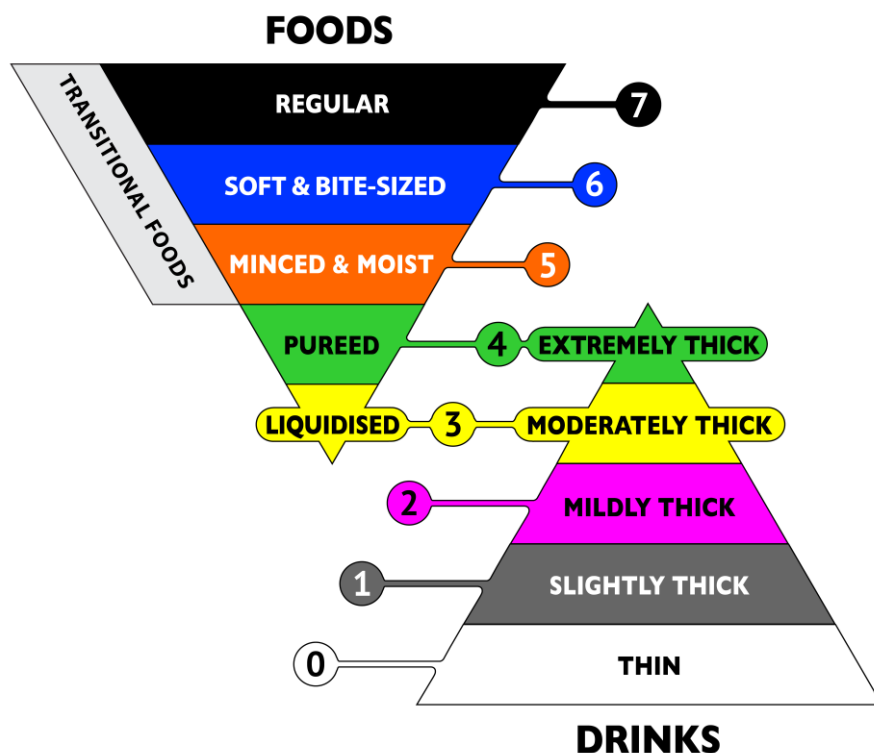 FOODS
TRANSITIONAL FOODS
REGULAR
7
SOFT & BITE-SIZED
6
MINCED & MOIST
5
PUREED
4
EXTREMELY THICK
LIQUIDISED
3
MODERATELY THICK
2
MILDLY THICK
1
SLIGHTLY THICK
0
THIN
DRINKS